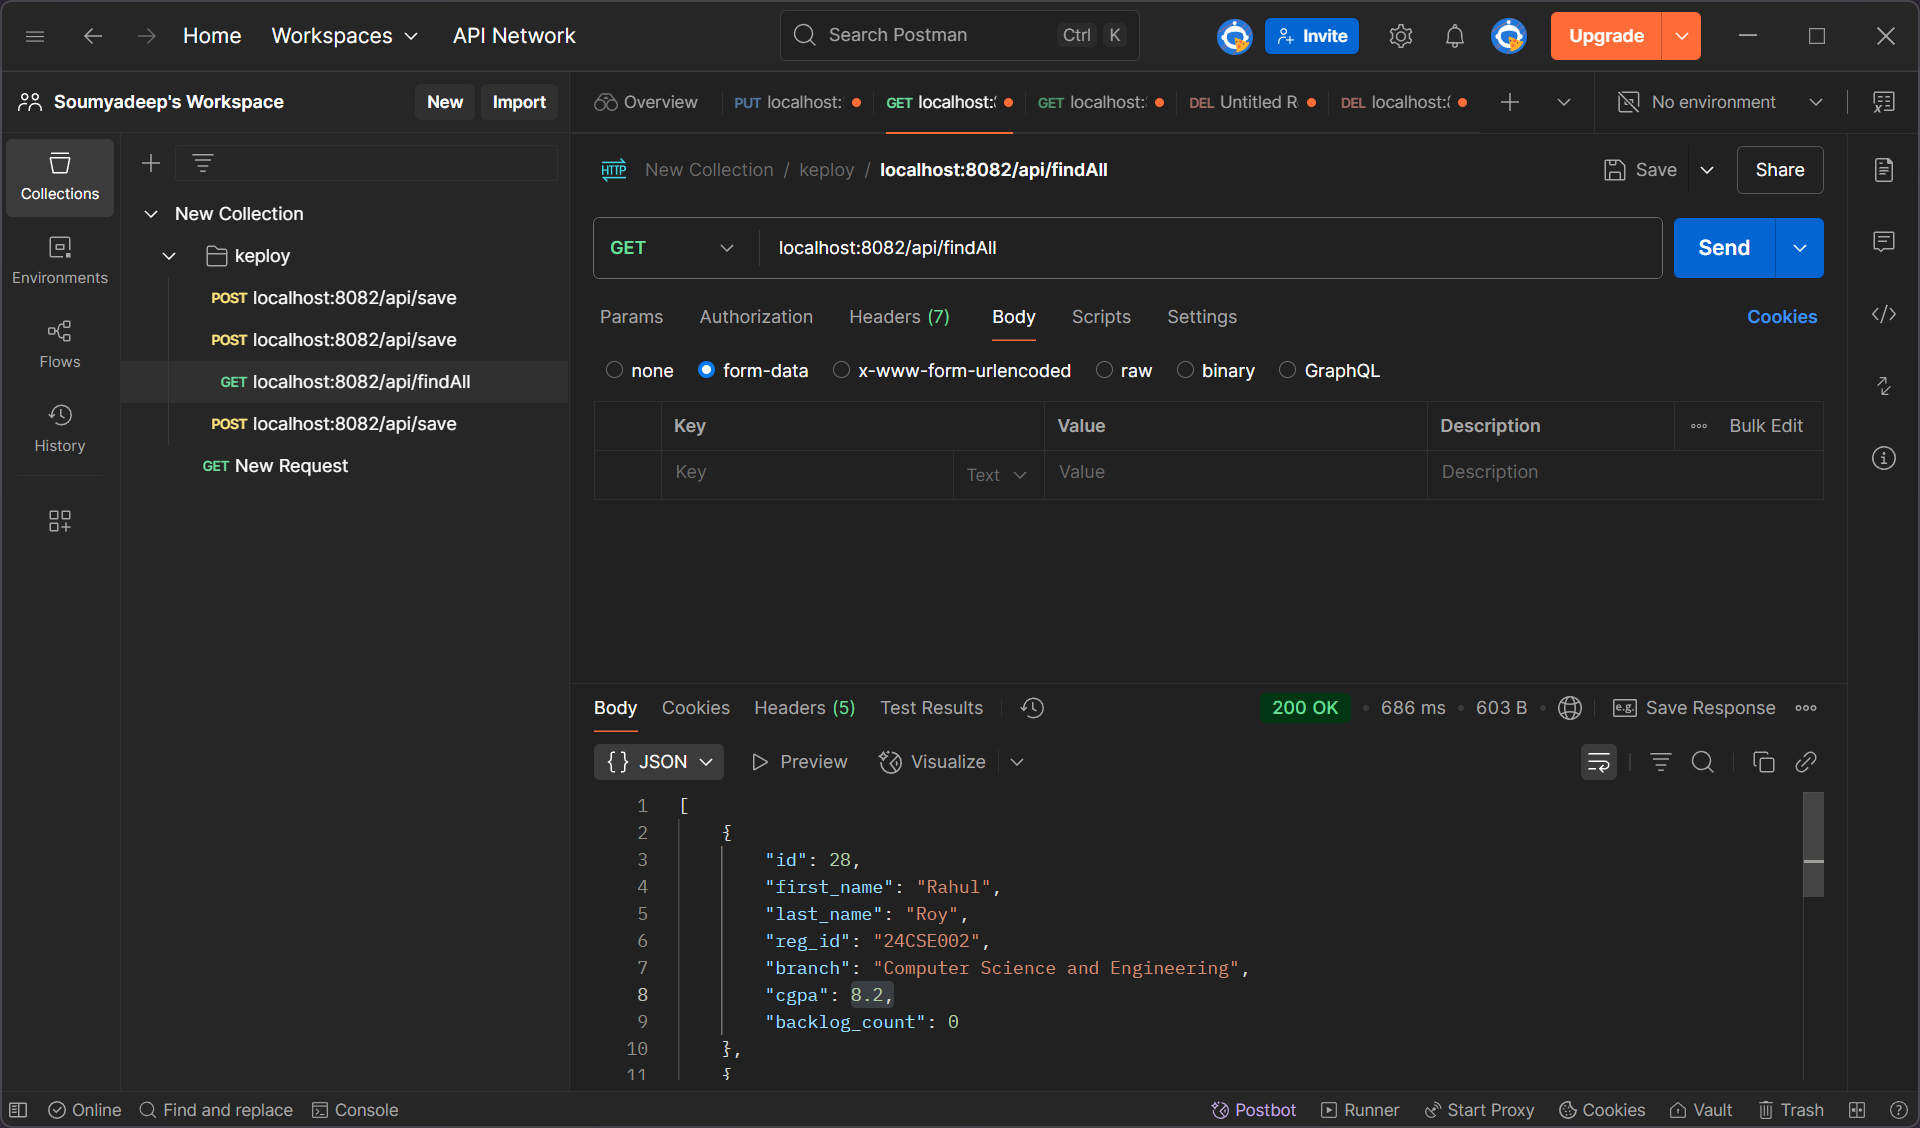 Home Workspaces API Network Search Postman Ctrl K Invite Upgrade
Soumyadeep's Workspace New Import Overview PUT localhost: GET localhost: GET localhost: DEL Untitled R DEL localhost: No environment
Collections
Environments
Flows
History
New Collection
keploy
POST localhost:8082/api/save
POST localhost:8082/api/save
GET localhost:8082/api/findAll
POST localhost:8082/api/save
GET New Request
HTTP New Collection / keploy / localhost:8082/api/findAll Save Share
GET localhost:8082/api/findAll Send
Params Authorization Headers (7) Body Scripts Settings Cookies
none form-data x-www-form-urlencoded raw binary GraphQL
Key Value Description Bulk Edit
Key Text Value Description
Body Cookies Headers (5) Test Results 200 OK • 686 ms • 603 B • e.g. Save Response
{} JSON Preview Visualize
1 [
2 {
3 "id": 28,
4 "first_name": "Rahul",
5 "last_name": "Roy",
6 "reg_id": "24CSE002",
7 "branch": "Computer Science and Engineering",
8 "cgpa": 8.2,
9 "backlog_count": 0
10 },
11 {
Online Find and replace Console Postbot Runner Start Proxy Cookies Vault Trash